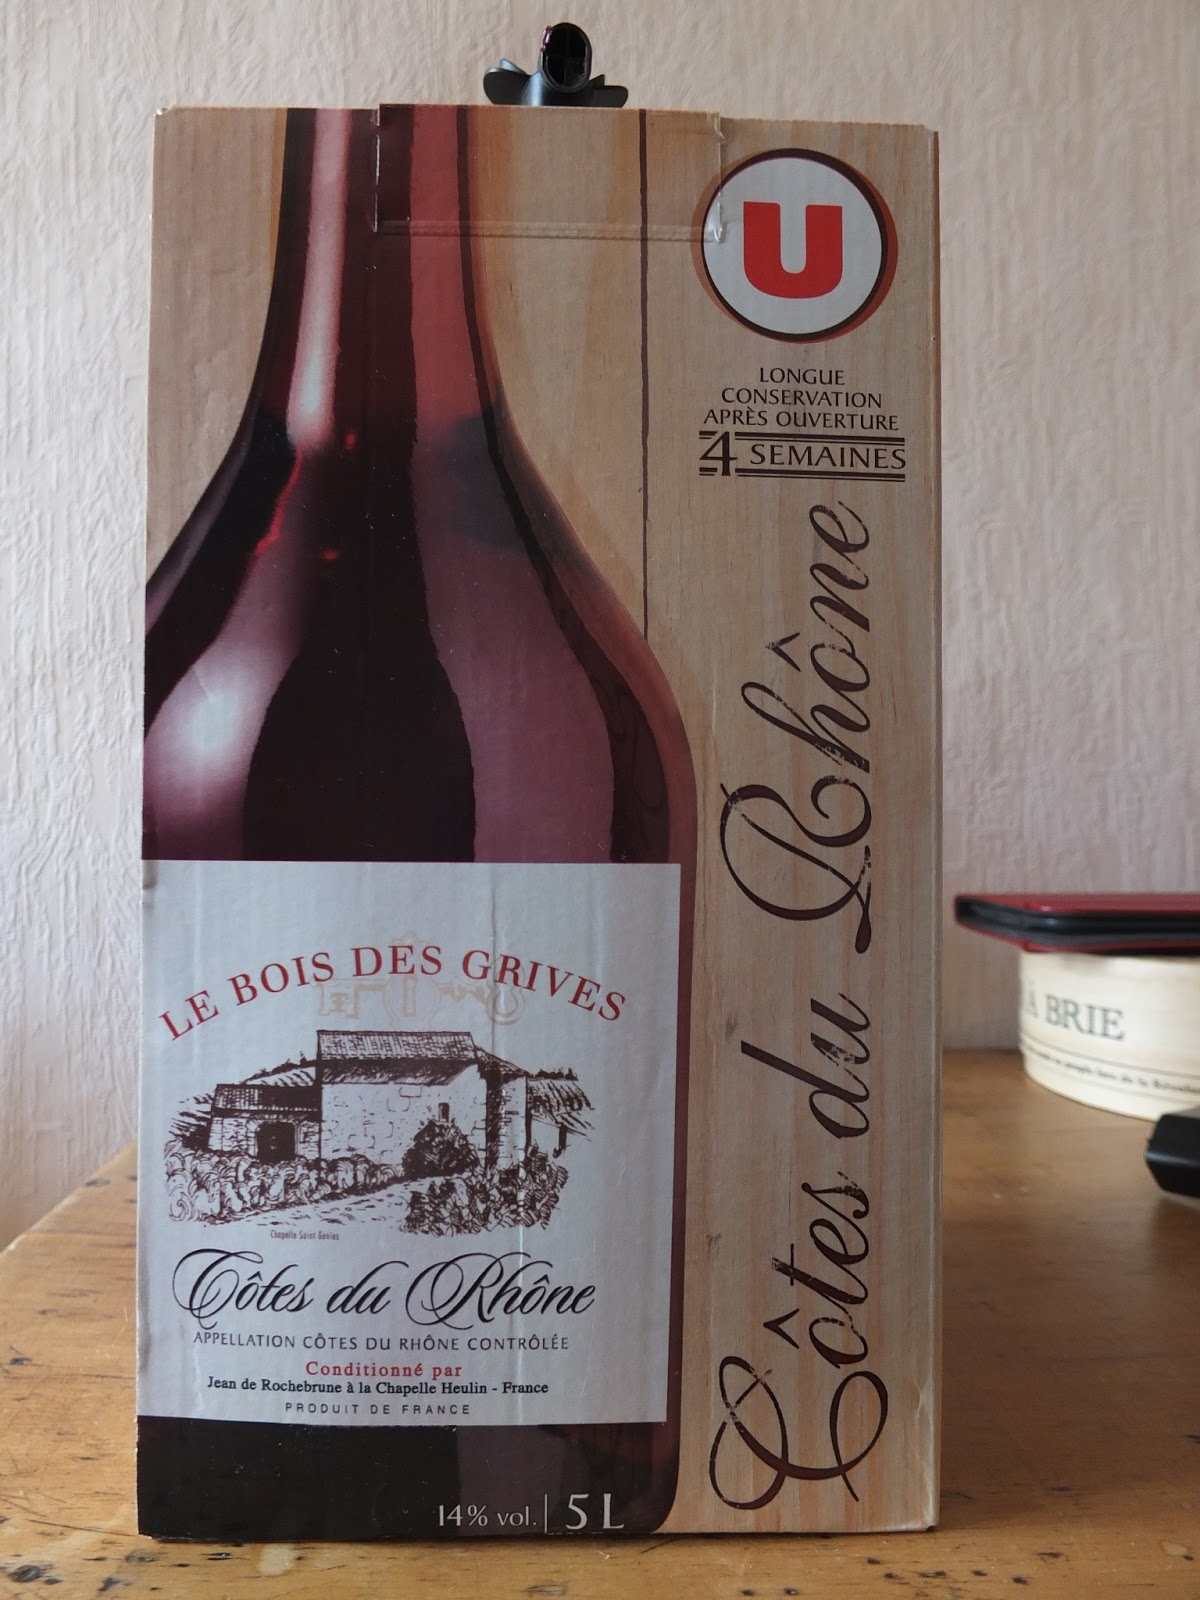 U
LONGUE
CONSERVATION
APRÈS OUVERTURE
4 SEMAINES
Côtes du Rhône
LE BOIS DES GRIVES
Chapelle Saint Genies
Côtes du Rhône
APPELLATION CÔTES DU RHÔNE CONTRÔLÉE
Conditionné par
Jean de Rochebrune à la Chapelle Heulin - France
PRODUIT DE FRANCE
14% vol. 5 L
À BRIE